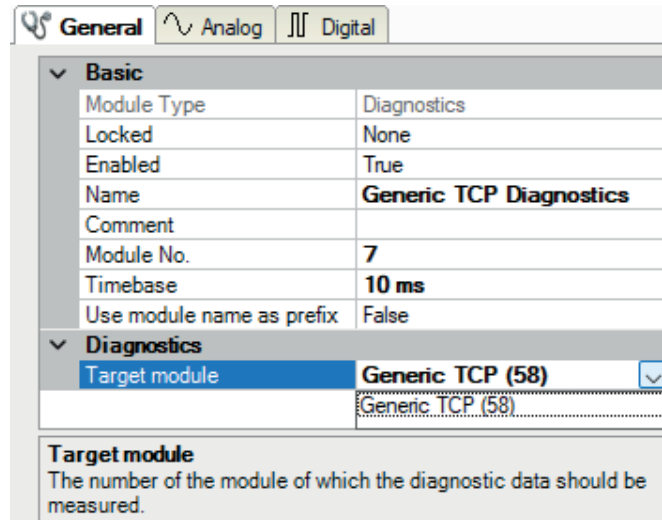 General Analog Digital
Basic
Module Type Diagnostics
Locked None
Enabled True
Name Generic TCP Diagnostics
Comment
Module No. 7
Timebase 10 ms
Use module name as prefix False
Diagnostics
Target module Generic TCP (58)
Generic TCP (58)
Target module
The number of the module of which the diagnostic data should be
measured.